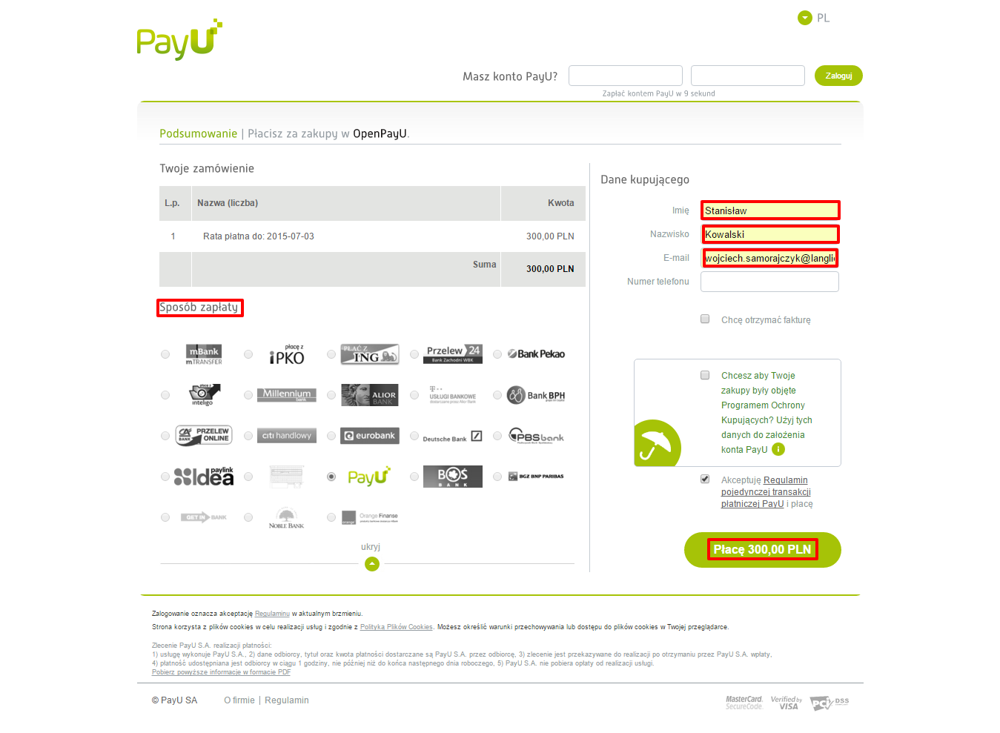 PL
PayU
Masz konto PayU?
Zaloguj
Zapłać kontem PayU w 9 sekund
Podsumowanie | Płacisz za zakupy w OpenPayU.
Twoje zamówienie
L.p. Nazwa (liczba) Kwota
1 Rata płatna do: 2015-07-03 300,00 PLN
Suma 300,00 PLN
Sposób zapłaty
mBank
mTRANSFER
płacę z
iPKO
PŁAĆ Z
ING
Przelew 24
Bank Zachodni WBK
Bank Pekao
inteligo
Millennium
bank
ALIOR
BANK
T
USŁUGI BANKOWE
dostarczane przez Alior Bank
Bank BPH
CA PRZELEW
ONLINE
citi handlowy
eurobank
Deutsche Bank
PBSbank
paylink
Idea
PayU
BOŚ
BANK
BGŻ BNP PARIBAS
GET IN BANK
NOBLE BANK
orange
Orange Finanse
ukryj
Dane kupującego
Imię Stanisław
Nazwisko Kowalski
E-mail wojciech.samorajczyk@langli
Numer telefonu
Chcę otrzymać fakturę
Chcesz aby Twoje
zakupy były objęte
Programem Ochrony
Kupujących? Użyj tych
danych do założenia
konta PayU i
Akceptuję Regulamin
pojedynczej transakcji
płatniczej PayU i płacę
Płacę 300,00 PLN
Zalogowanie oznacza akceptację Regulaminu w aktualnym brzmieniu.
Strona korzysta z plików cookies w celu realizacji usług i zgodnie z Polityką Plików Cookies. Możesz określić warunki przechowywania lub dostępu do plików cookies w Twojej przeglądarce.
Zlecenie PayU S.A. realizacji płatności:
1) usługę wykonuje PayU S.A., 2) dane odbiorcy, tytuł oraz kwota płatności dostarczane są PayU S.A. przez odbiorcę, 3) zlecenie jest przekazywane do realizacji po otrzymaniu przez PayU S.A. wpłaty,
4) płatność udostępniana jest odbiorcy w ciągu 1 godziny, nie później niż do końca następnego dnia roboczego, 5) PayU S.A. nie pobiera opłaty od realizacji usługi.
Pobierz powyższe informacje w formacie PDF
© PayU SA O firmie | Regulamin
MasterCard.
SecureCode.
Verified by
VISA
PCI DSS